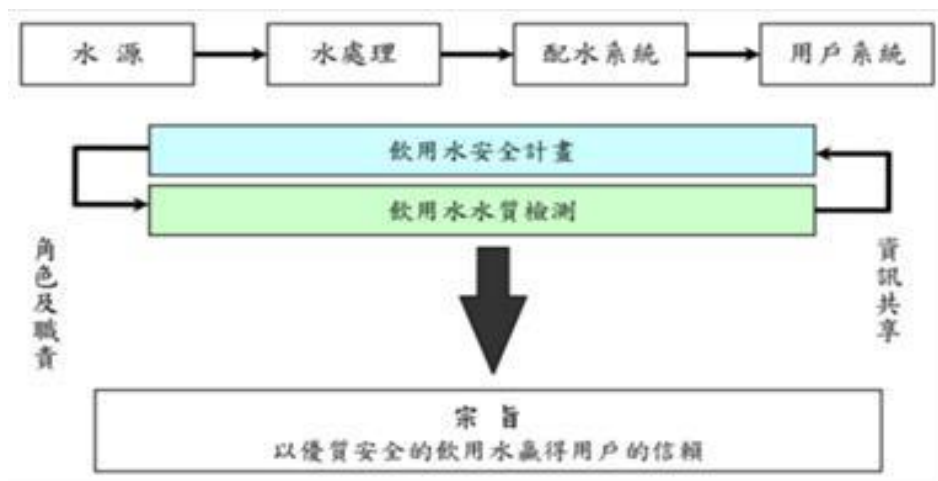 水 源
水處理
配水系統
用戶系統
飲用水安全計畫
飲用水水質檢測
角色及職責
資訊共享
宗 旨
以優質安全的飲用水贏得用戶的信賴